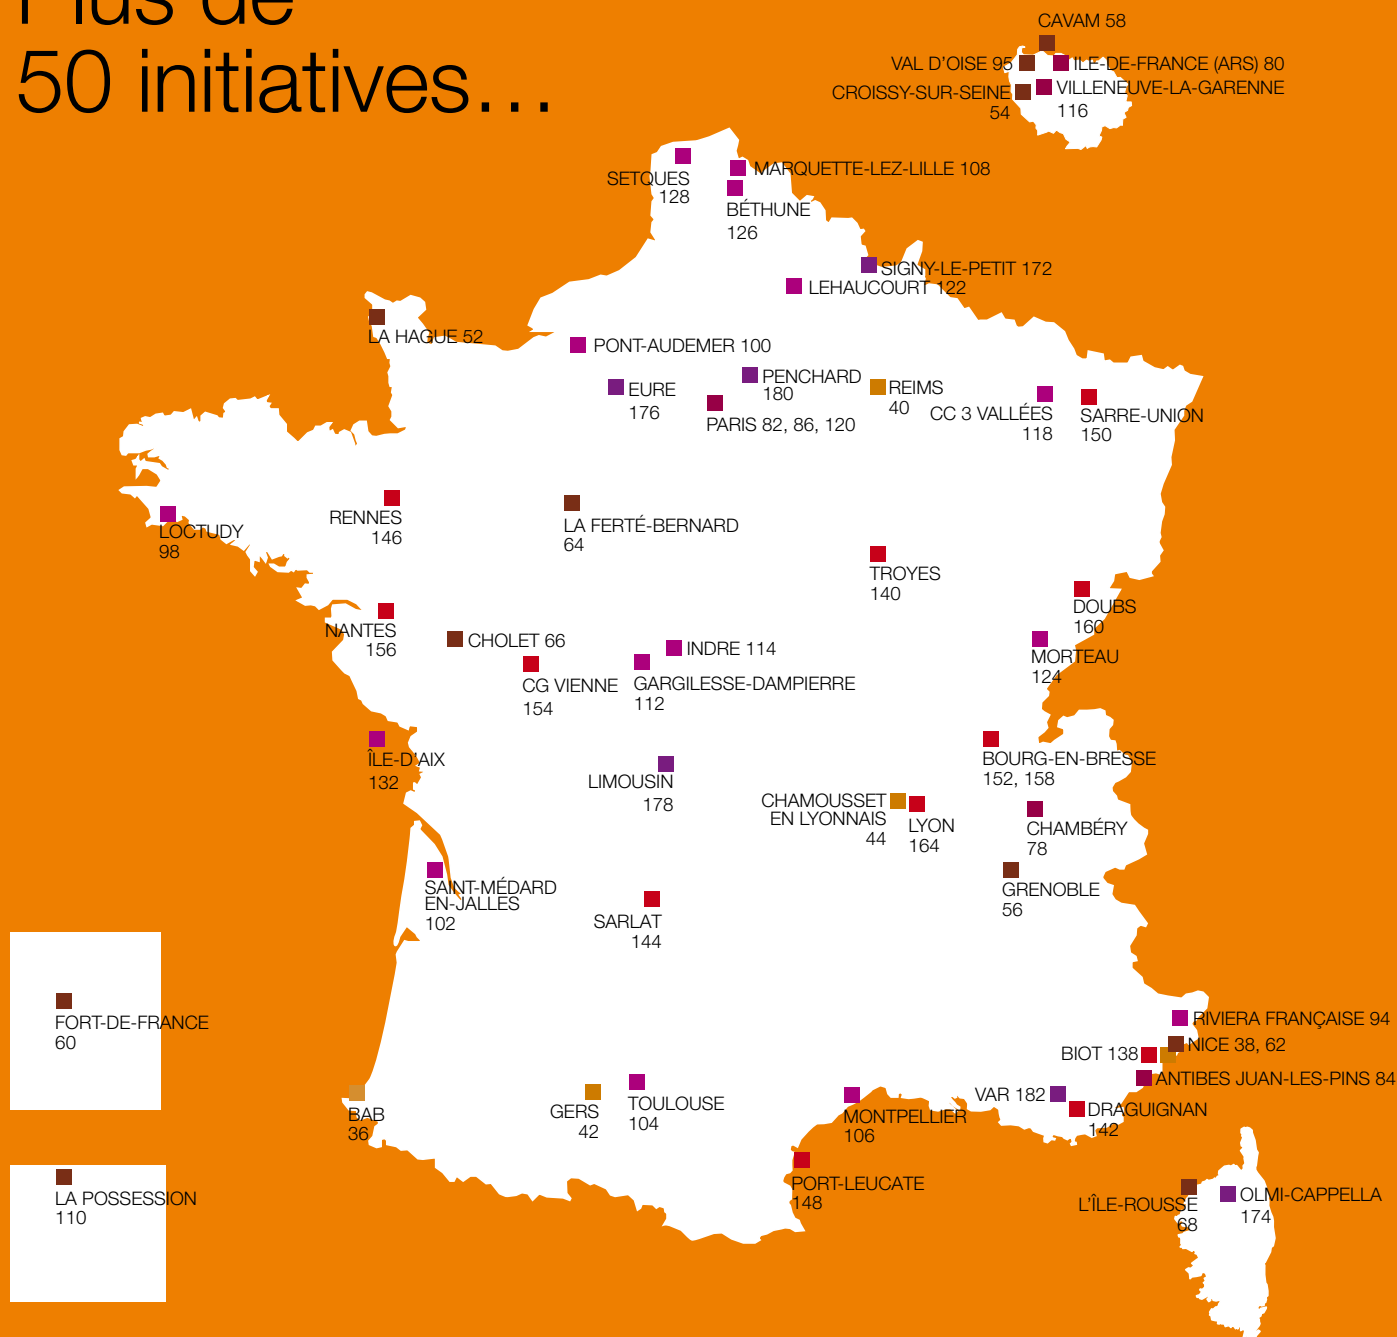 Plus de
50 initiatives…
CAVAM 58
VAL D'OISE 95
ILE-DE-FRANCE (ARS) 80
CROISSY-SUR-SEINE
54
VILLENEUVE-LA-GARENNE
116
SETQUES
128
MARQUETTE-LEZ-LILLE 108
BÉTHUNE
126
SIGNY-LE-PETIT 172
LEHAUCOURT 122
LA HAGUE 52
PONT-AUDEMER 100
EURE
176
PENCHARD
180
PARIS 82, 86, 120
REIMS
40
CC 3 VALLÉES
118
SARRE-UNION
150
LOCTUDY
98
RENNES
146
LA FERTÉ-BERNARD
64
TROYES
140
DOUBS
160
NANTES
156
CHOLET 66
CG VIENNE
154
INDRE 114
GARGILESSE-DAMPIERRE
112
MORTEAU
124
ÎLE-D'AIX
132
LIMOUSIN
178
BOURG-EN-BRESSE
152, 158
CHAMOUSSET
EN LYONNAIS
44
LYON
164
CHAMBÉRY
78
GRENOBLE
56
SAINT-MÉDARD
EN-JALLES
102
SARLAT
144
FORT-DE-FRANCE
60
RIVIERA FRANÇAISE 94
NICE 38, 62
BIOT 138
ANTIBES JUAN-LES-PINS 84
VAR 182
DRAGUIGNAN
142
BAB
36
GERS
42
TOULOUSE
104
MONTPELLIER
106
PORT-LEUCATE
148
LA POSSESSION
110
L'ÎLE-ROUSSE
68
OLMI-CAPPELLA
174